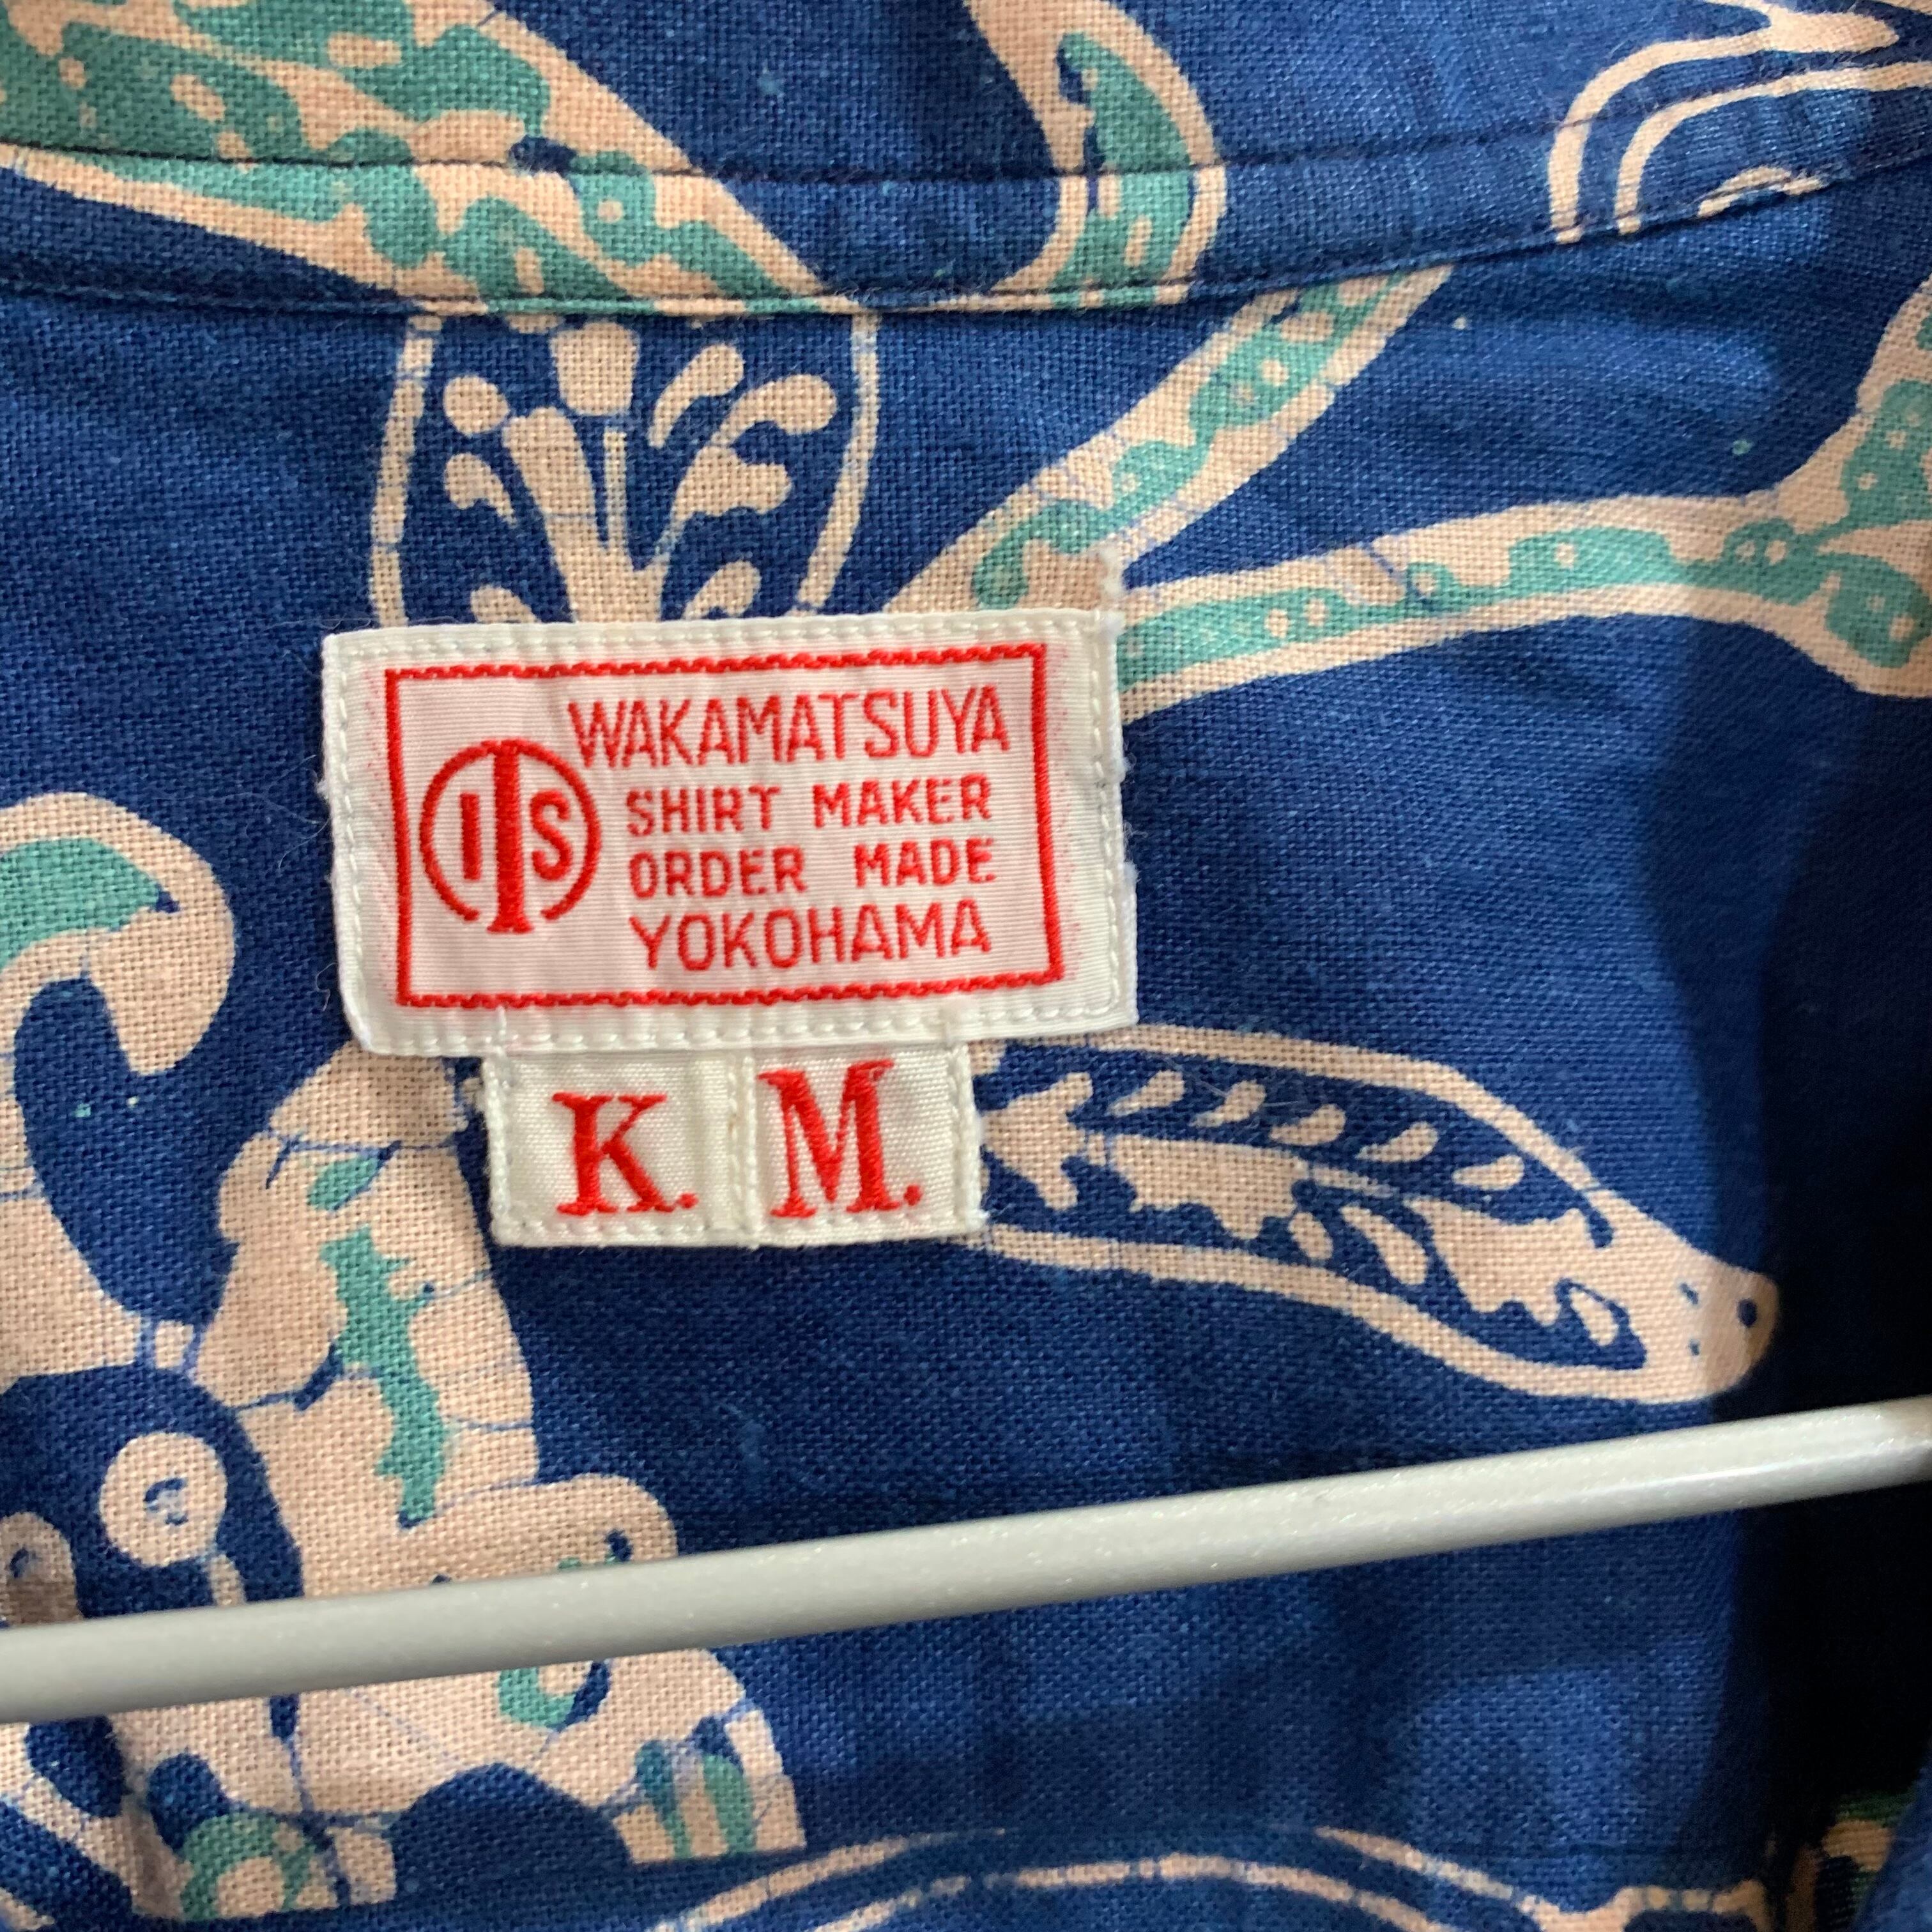 WAKAMATSUYA
ITS
SHIRT MAKER
ORDER MADE
YOKOHAMA
K. M.